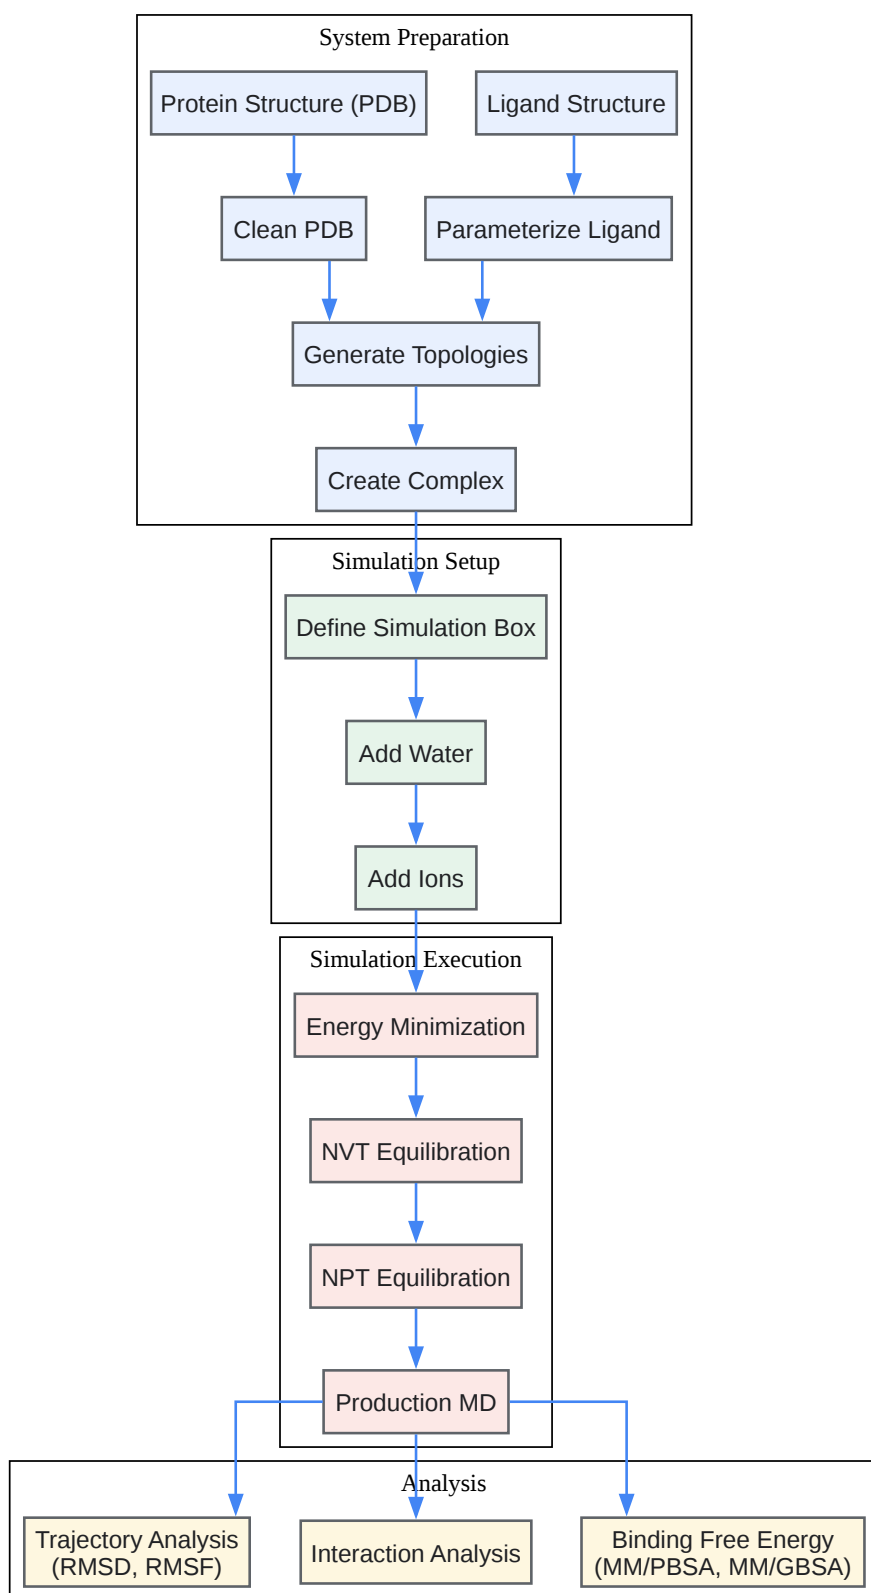 System Preparation
Protein Structure (PDB)
Ligand Structure
Clean PDB
Parameterize Ligand
Generate Topologies
Create Complex
Simulation Setup
Define Simulation Box
Add Water
Add Ions
Simulation Execution
Energy Minimization
NVT Equilibration
NPT Equilibration
Production MD
Analysis
Trajectory Analysis
(RMSD, RMSF)
Interaction Analysis
Binding Free Energy
(MM/PBSA, MM/GBSA)